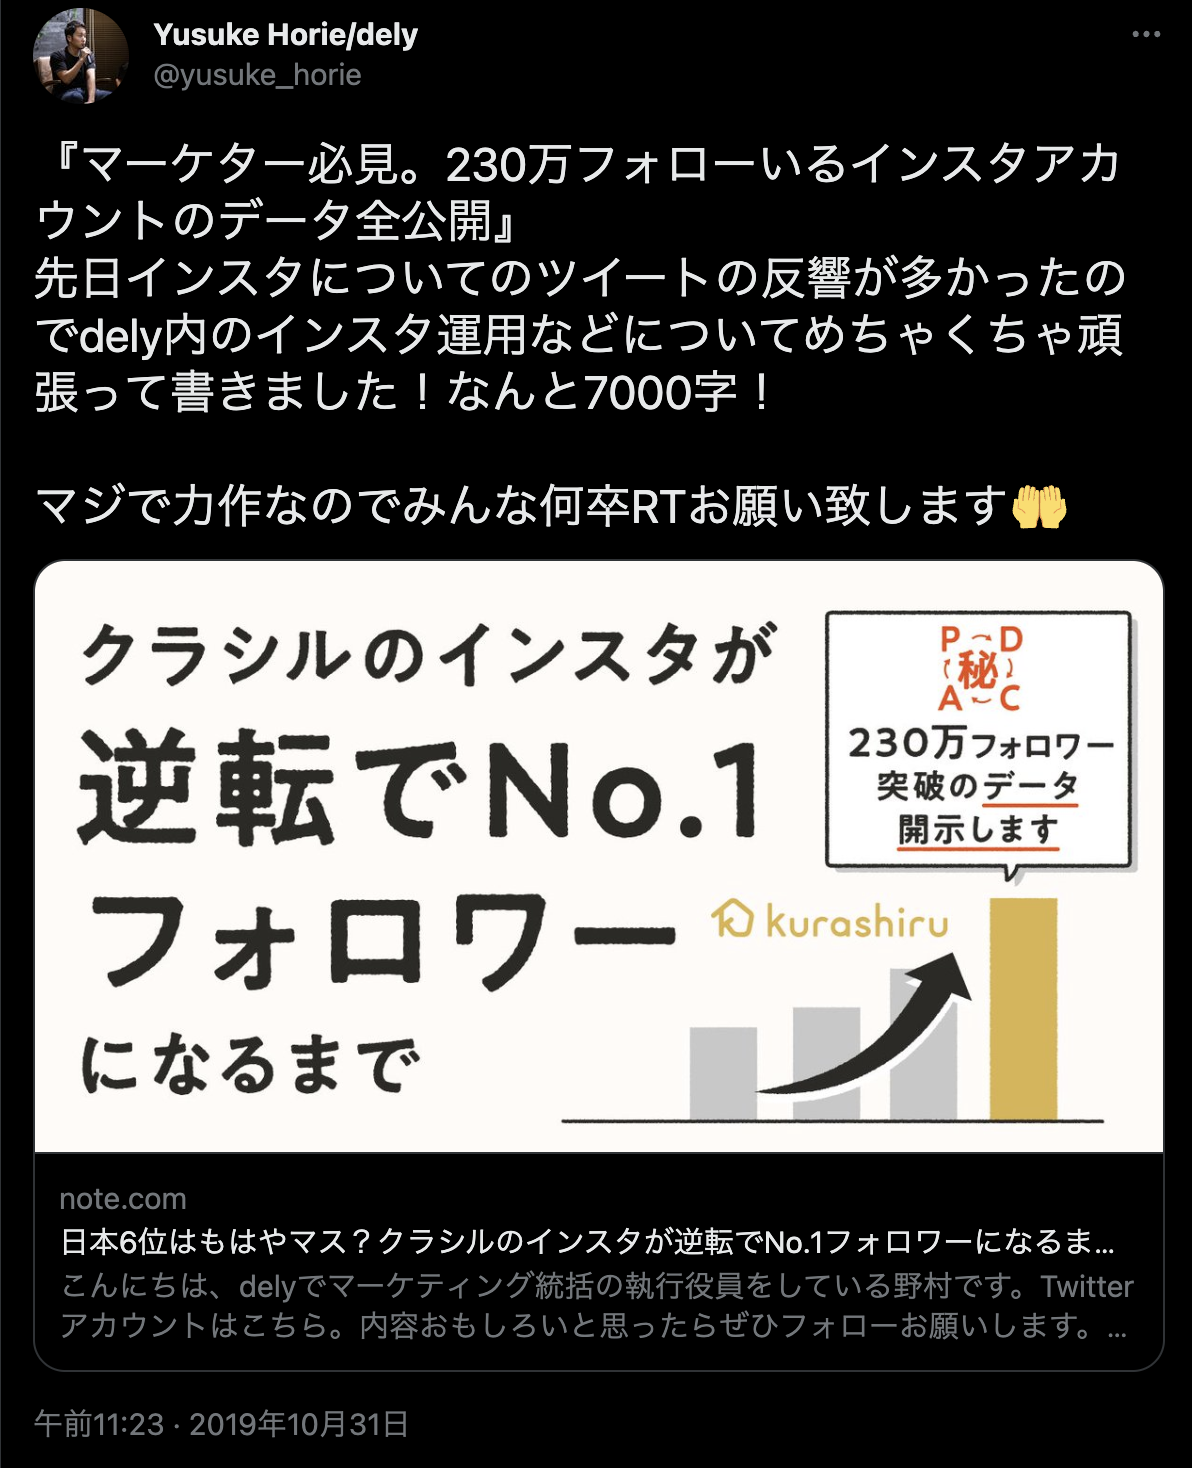 Yusuke Horie/dely
@yusuke_horie
『マーケター必見。230万フォローいるインスタアカ
ウントのデータ全公開』
先日インスタについてのツイートの反響が多かったの
でdely内のインスタ運用などについてめちゃくちゃ頑
張って書きました！なんと7000字！
マジで力作なのでみんな何卒RTお願い致します🤲
クラシルのインスタが
逆転でNo.1
フォロワー
になるまで
P D
秘
A C
230万フォロワー
突破のデータ
開示します
kurashiru
note.com
日本6位はもはやマス？クラシルのインスタが逆転でNo.1フォロワーになるま...
こんにちは、delyでマーケティング統括の執行役員をしている野村です。Twitter
アカウントはこちら。内容おもしろいと思ったらぜひフォローお願いします。...
午前11:23 · 2019年10月31日